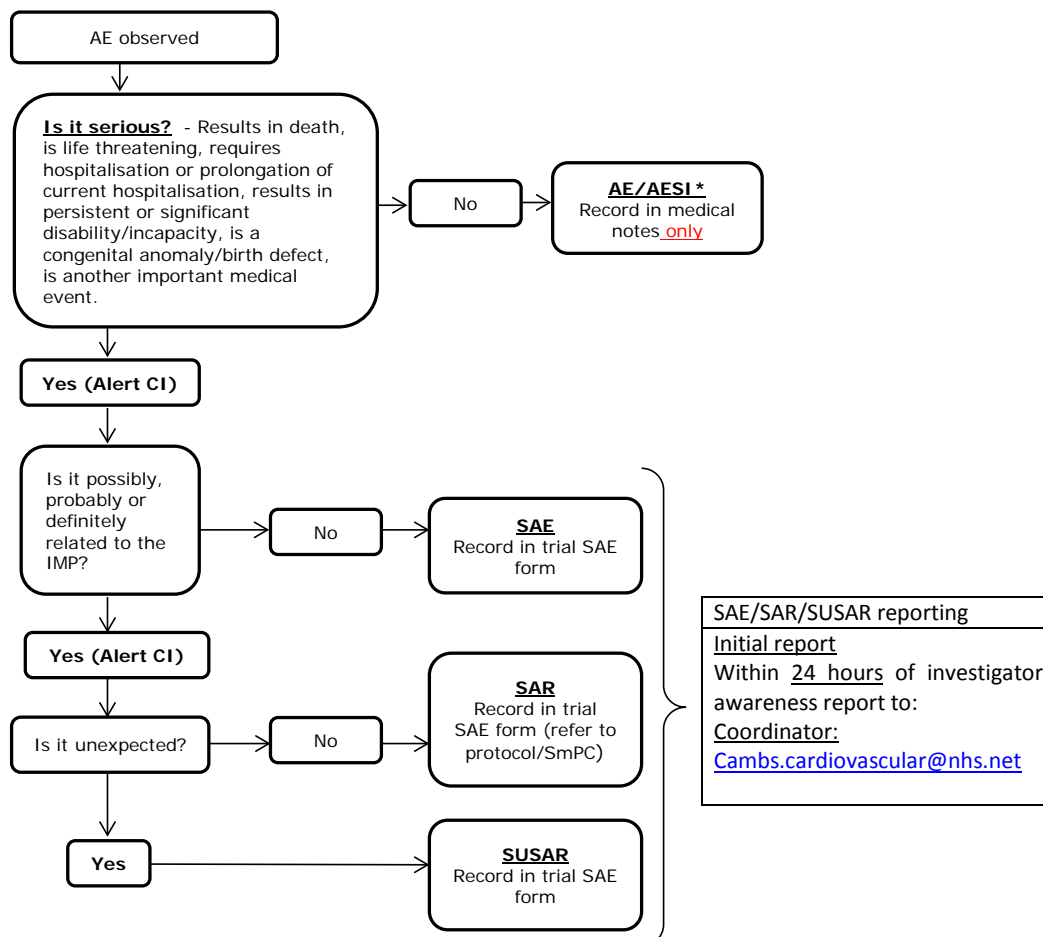 AE observed
Is it serious? - Results in death,
is life threatening, requires
hospitalisation or prolongation of
current hospitalisation, results in
persistent or significant
disability/incapacity, is a
congenital anomaly/birth defect,
is another important medical
event.
No
AE/AESI*
Record in medical
notes only
Yes (Alert CI)
Is it possibly,
probably or
definitely
related to the
IMP?
No
SAE
Record in trial SAE
form
Yes (Alert CI)
Is it unexpected?
No
SAR
Record in trial
SAE form (refer to
protocol/SmPC)
Yes
SUSAR
Record in trial SAE
form
SAE/SAR/SUSAR reporting
Initial report
Within 24 hours of investigator
awareness report to:
Coordinator:
Cambs.cardiovascular@nhs.net